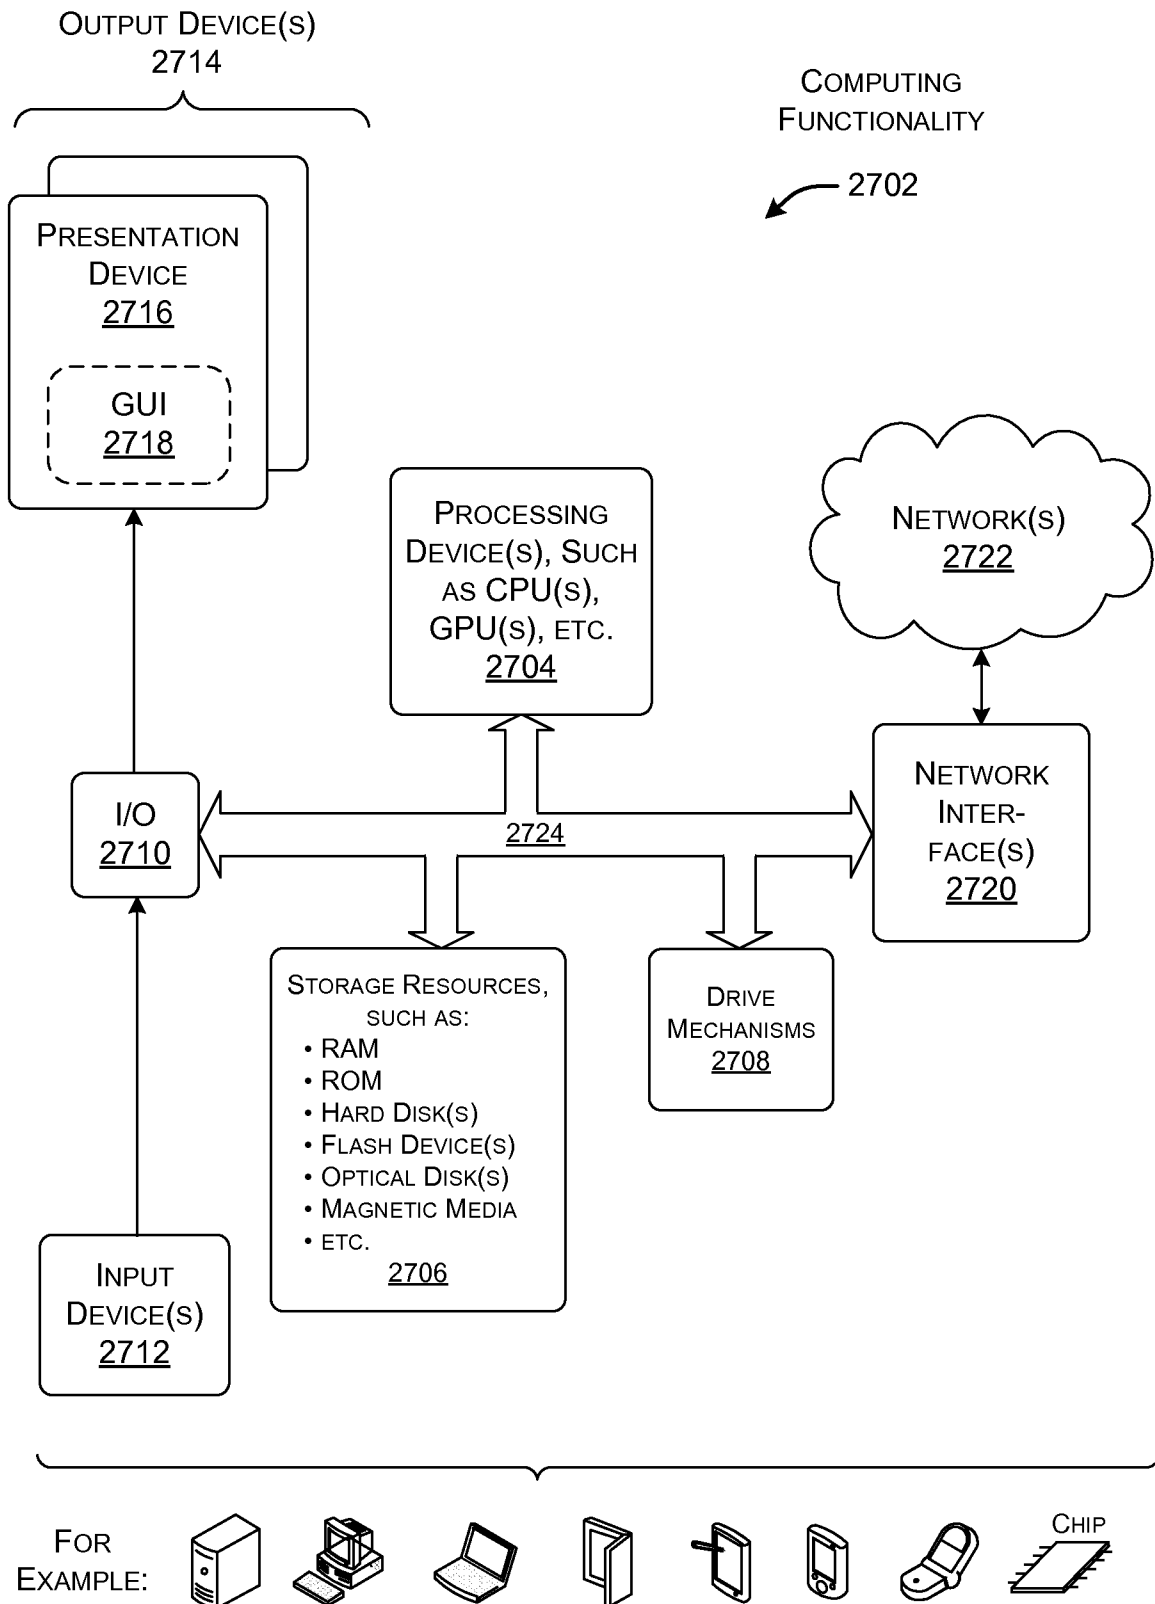 OUTPUT DEVICE(S)
2714
COMPUTING
FUNCTIONALITY
2702
PRESENTATION
DEVICE
2716
GUI
2718
PROCESSING
DEVICE(S), SUCH
AS CPU(S),
GPU(S), ETC.
2704
NETWORK(S)
2722
I/O
2710
2724
NETWORK
INTER-
FACE(S)
2720
STORAGE RESOURCES,
SUCH AS:
• RAM
• ROM
• HARD DISK(S)
• FLASH DEVICE(S)
• OPTICAL DISK(S)
• MAGNETIC MEDIA
• ETC.
2706
DRIVE
MECHANISMS
2708
INPUT
DEVICE(S)
2712
FOR
EXAMPLE:
CHIP